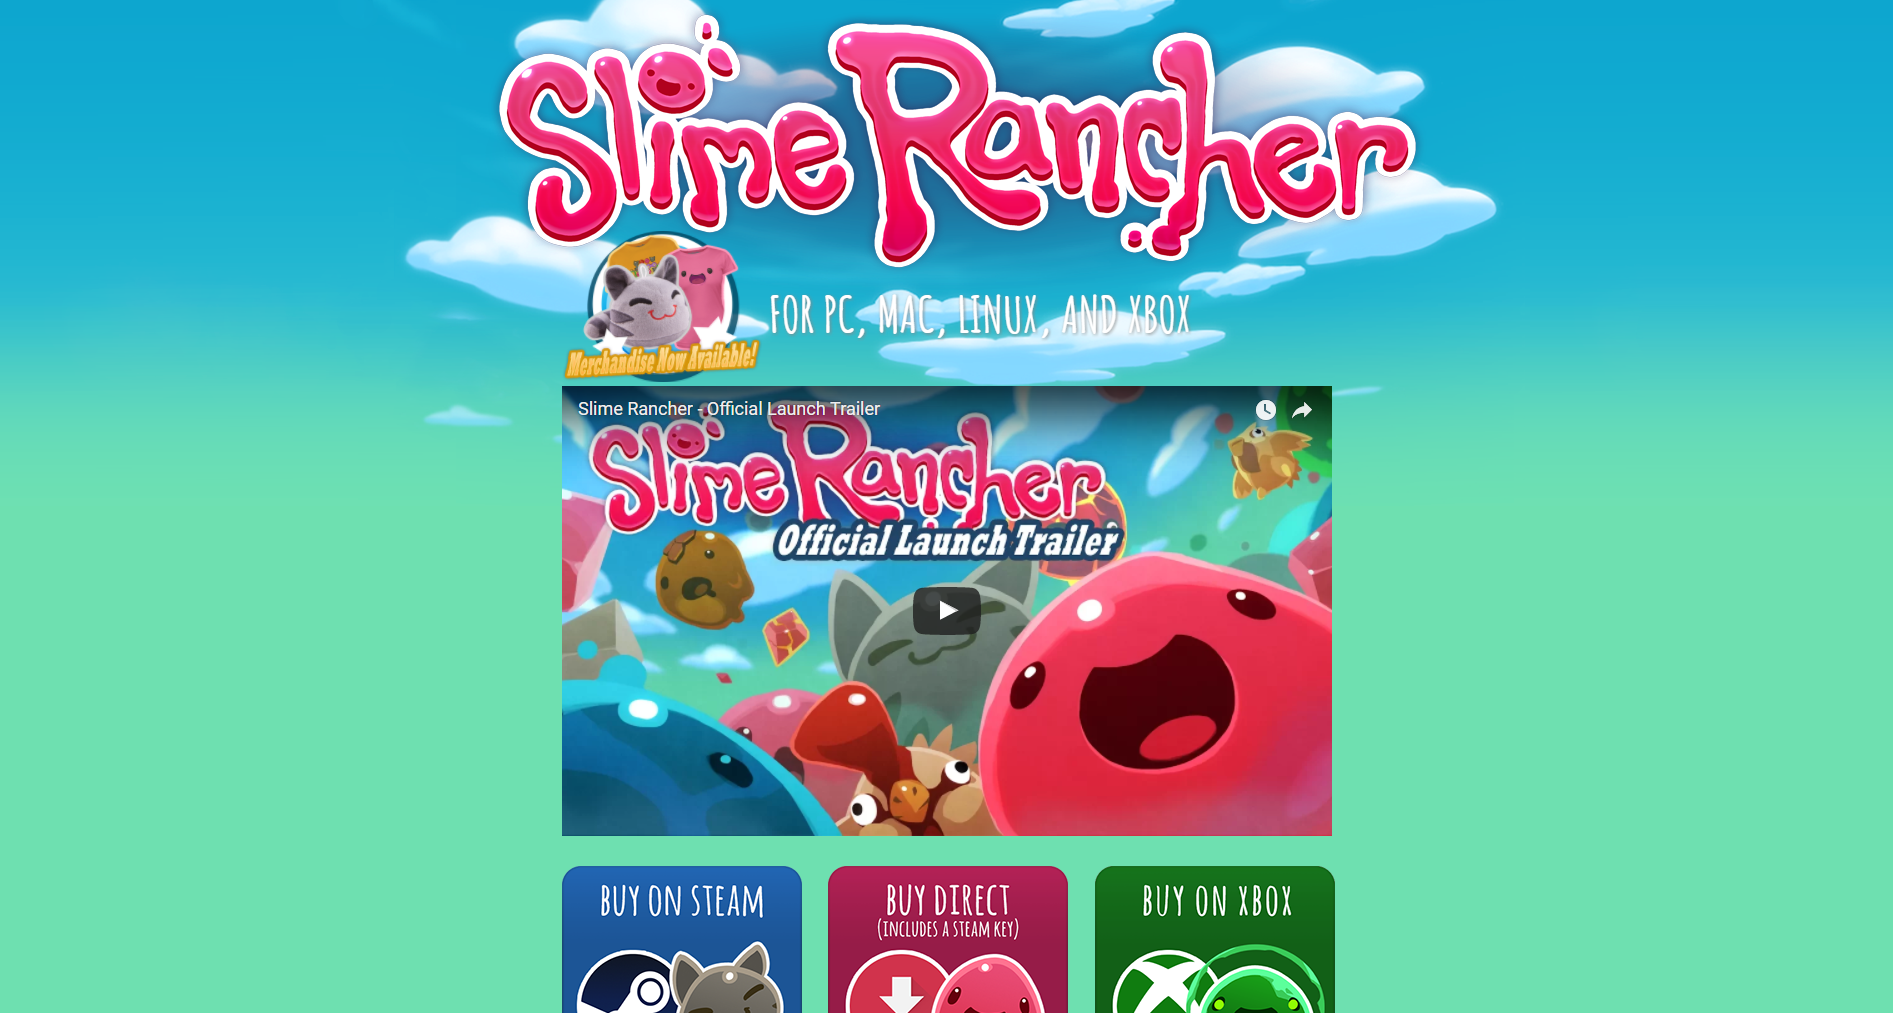 Slime Rancher
Merchandise Now Available!
FOR PC, MAC, LINUX, AND XBOX
Slime Rancher - Official Launch Trailer
Slime Rancher
Official Launch Trailer
BUY ON STEAM
BUY DIRECT
(INCLUDES A STEAM KEY)
BUY ON XBOX